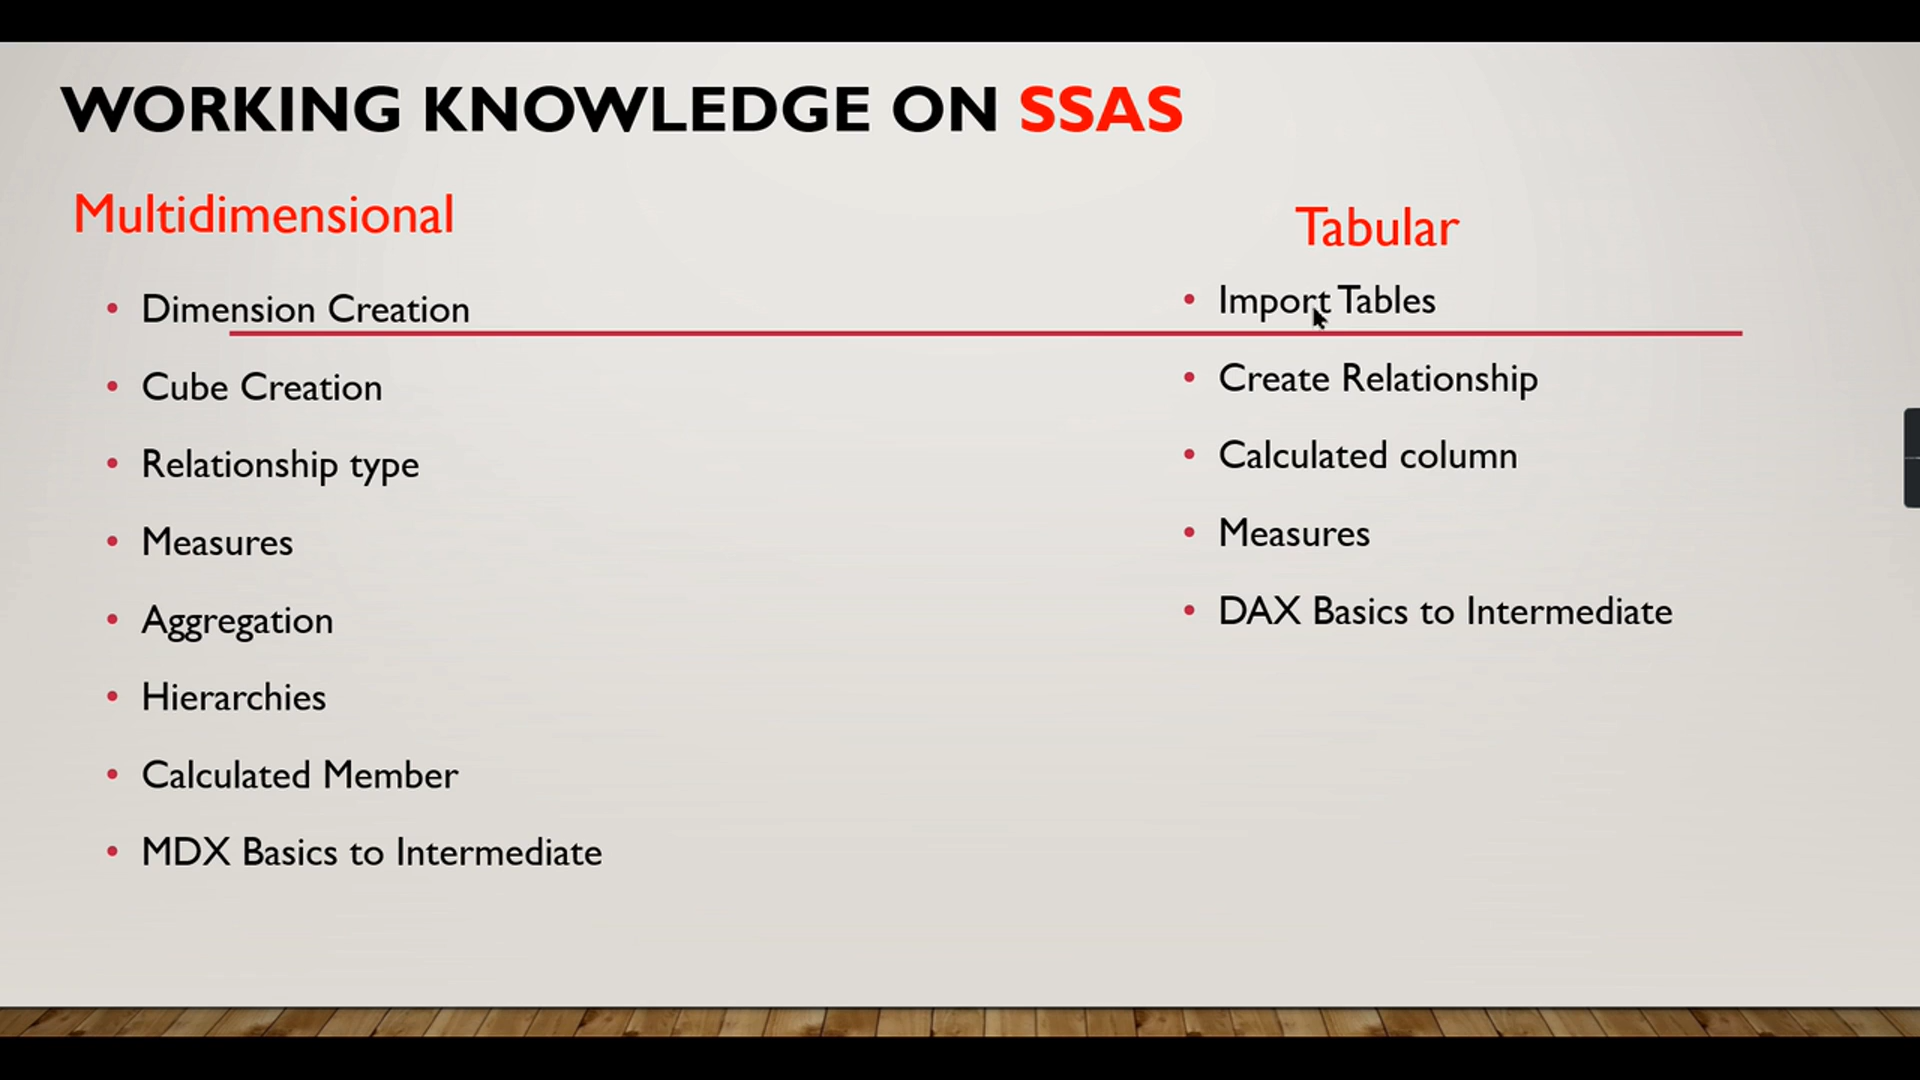 WORKING KNOWLEDGE ON SSAS
Multidimensional
• Dimension Creation
• Cube Creation
• Relationship type
• Measures
• Aggregation
• Hierarchies
• Calculated Member
• MDX Basics to Intermediate
Tabular
• Import Tables
• Create Relationship
• Calculated column
• Measures
• DAX Basics to Intermediate